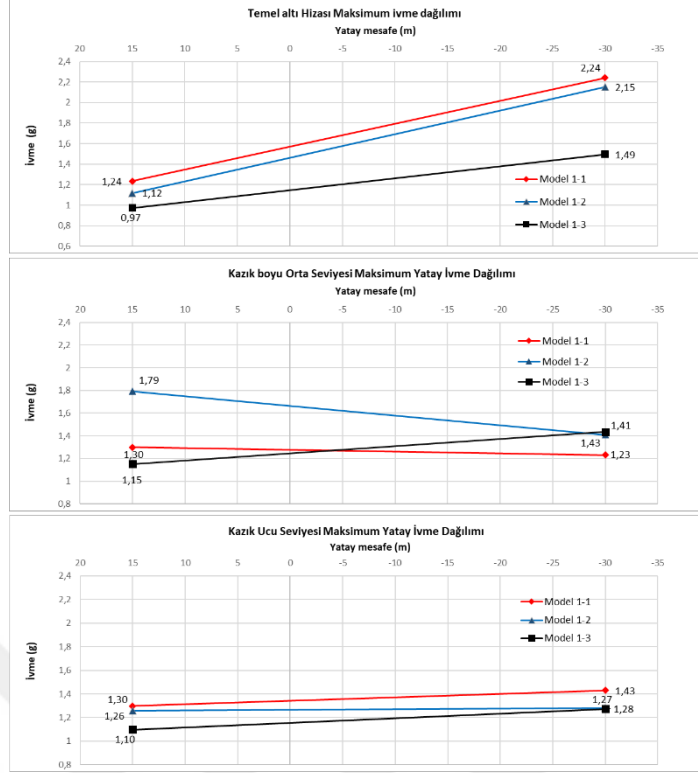 Temel altı Hizası Maksimum ivme dağılımı
Yatay mesafe (m)
20 15 10 5 0 -5 -10 -15 -20 -25 -30 -35
2,4
2,2
2
1,8
1,6
1,4
1,2
1
0,8
0,6
İvme (g)
2,24
2,15
1,49
1,24
1,12
0,97
Model 1-1
Model 1-2
Model 1-3
Kazık boyu Orta Seviyesi Maksimum Yatay İvme Dağılımı
Yatay mesafe (m)
20 15 10 5 0 -5 -10 -15 -20 -25 -30 -35
2,4
2,2
2
1,8
1,6
1,4
1,2
1
0,8
İvme (g)
Model 1-1
Model 1-2
Model 1-3
1,79
1,41
1,30
1,43
1,23
1,15
Kazık Ucu Seviyesi Maksimum Yatay İvme Dağılımı
Yatay mesafe (m)
20 15 10 5 0 -5 -10 -15 -20 -25 -30 -35
2,4
2,2
2
1,8
1,6
1,4
1,2
1
0,8
İvme (g)
Model 1-1
Model 1-2
Model 1-3
1,30
1,43
1,27
1,26
1,28
1,10